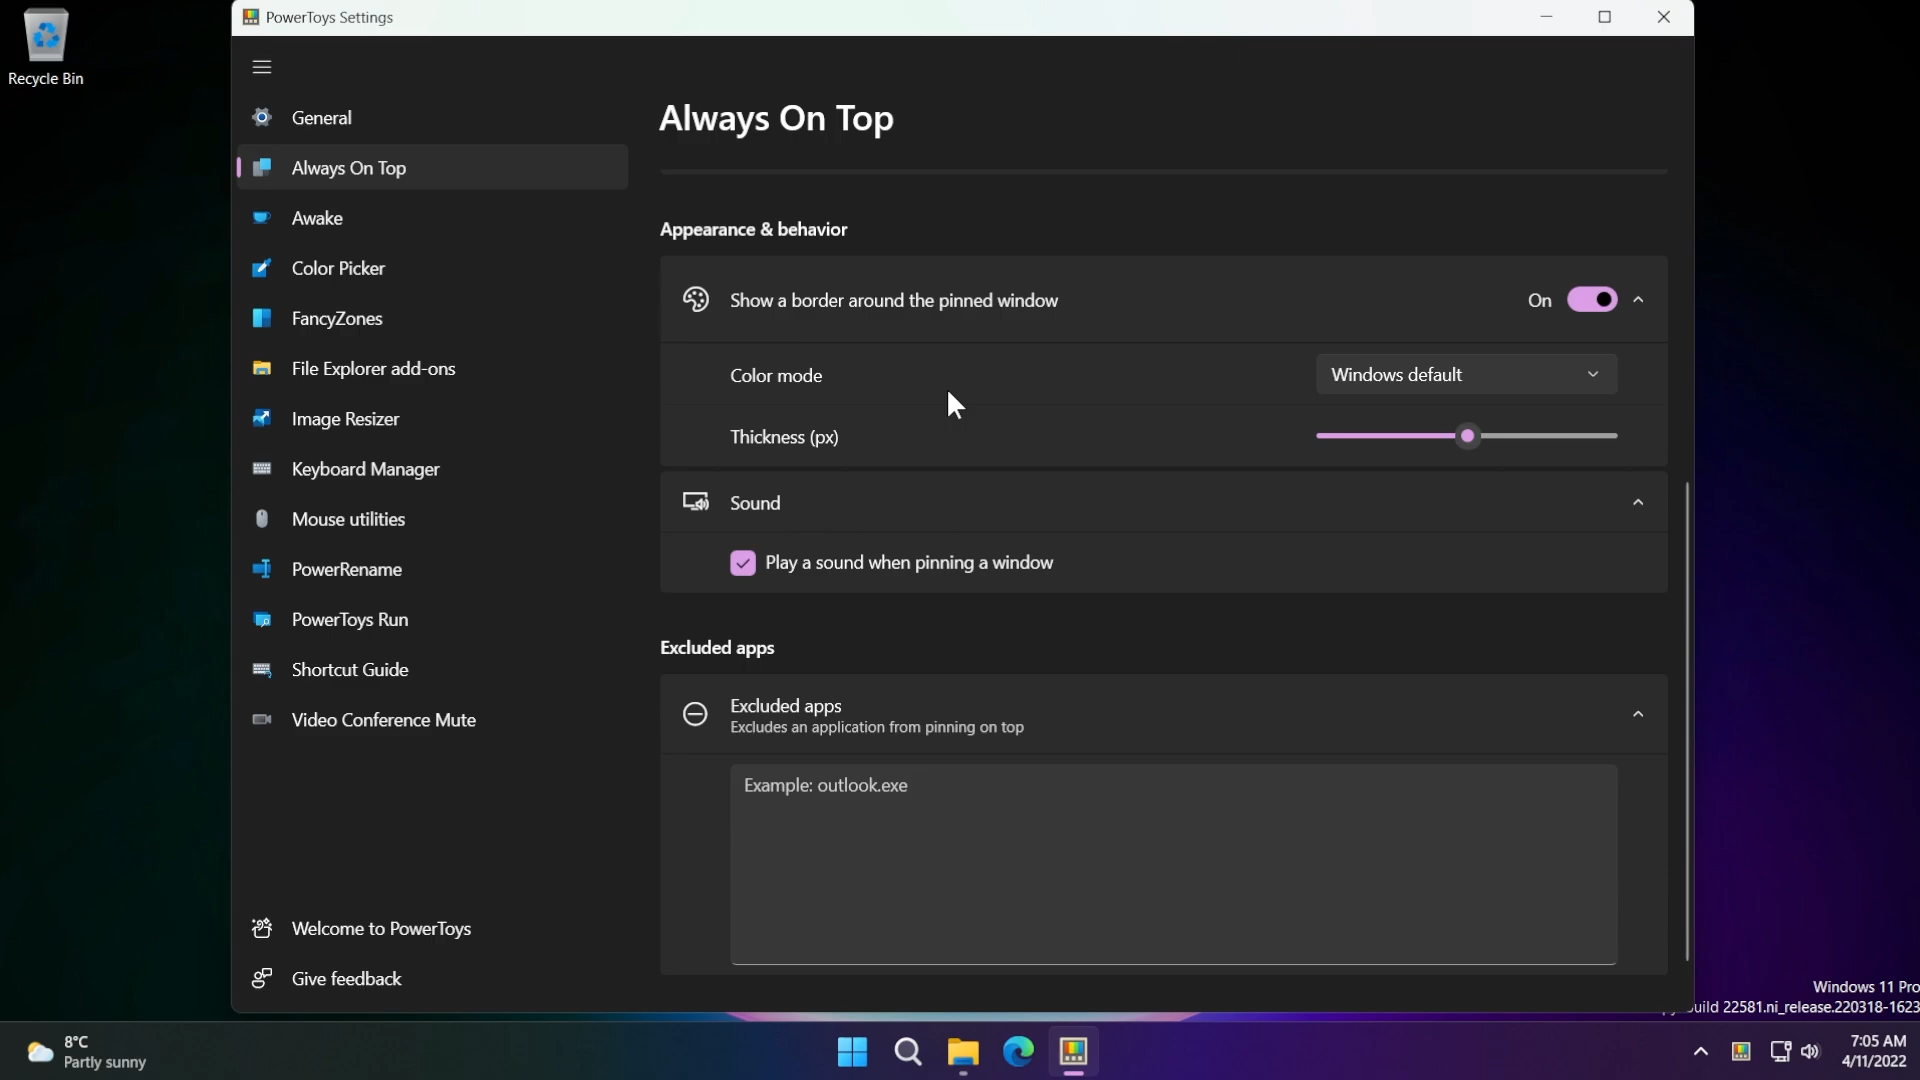 Recycle Bin
PowerToys Settings
General
Always On Top
Awake
Color Picker
FancyZones
File Explorer add-ons
Image Resizer
Keyboard Manager
Mouse utilities
PowerRename
PowerToys Run
Shortcut Guide
Video Conference Mute
Welcome to PowerToys
Give feedback
Always On Top
Appearance & behavior
Show a border around the pinned window
On
Color mode
Windows default
Thickness (px)
Sound
Play a sound when pinning a window
Excluded apps
Excluded apps
Excludes an application from pinning on top
Example: outlook.exe
Windows 11 Pro
uild 22581.ni_release.220318-1623
8°C
Partly sunny
7:05 AM
4/11/2022